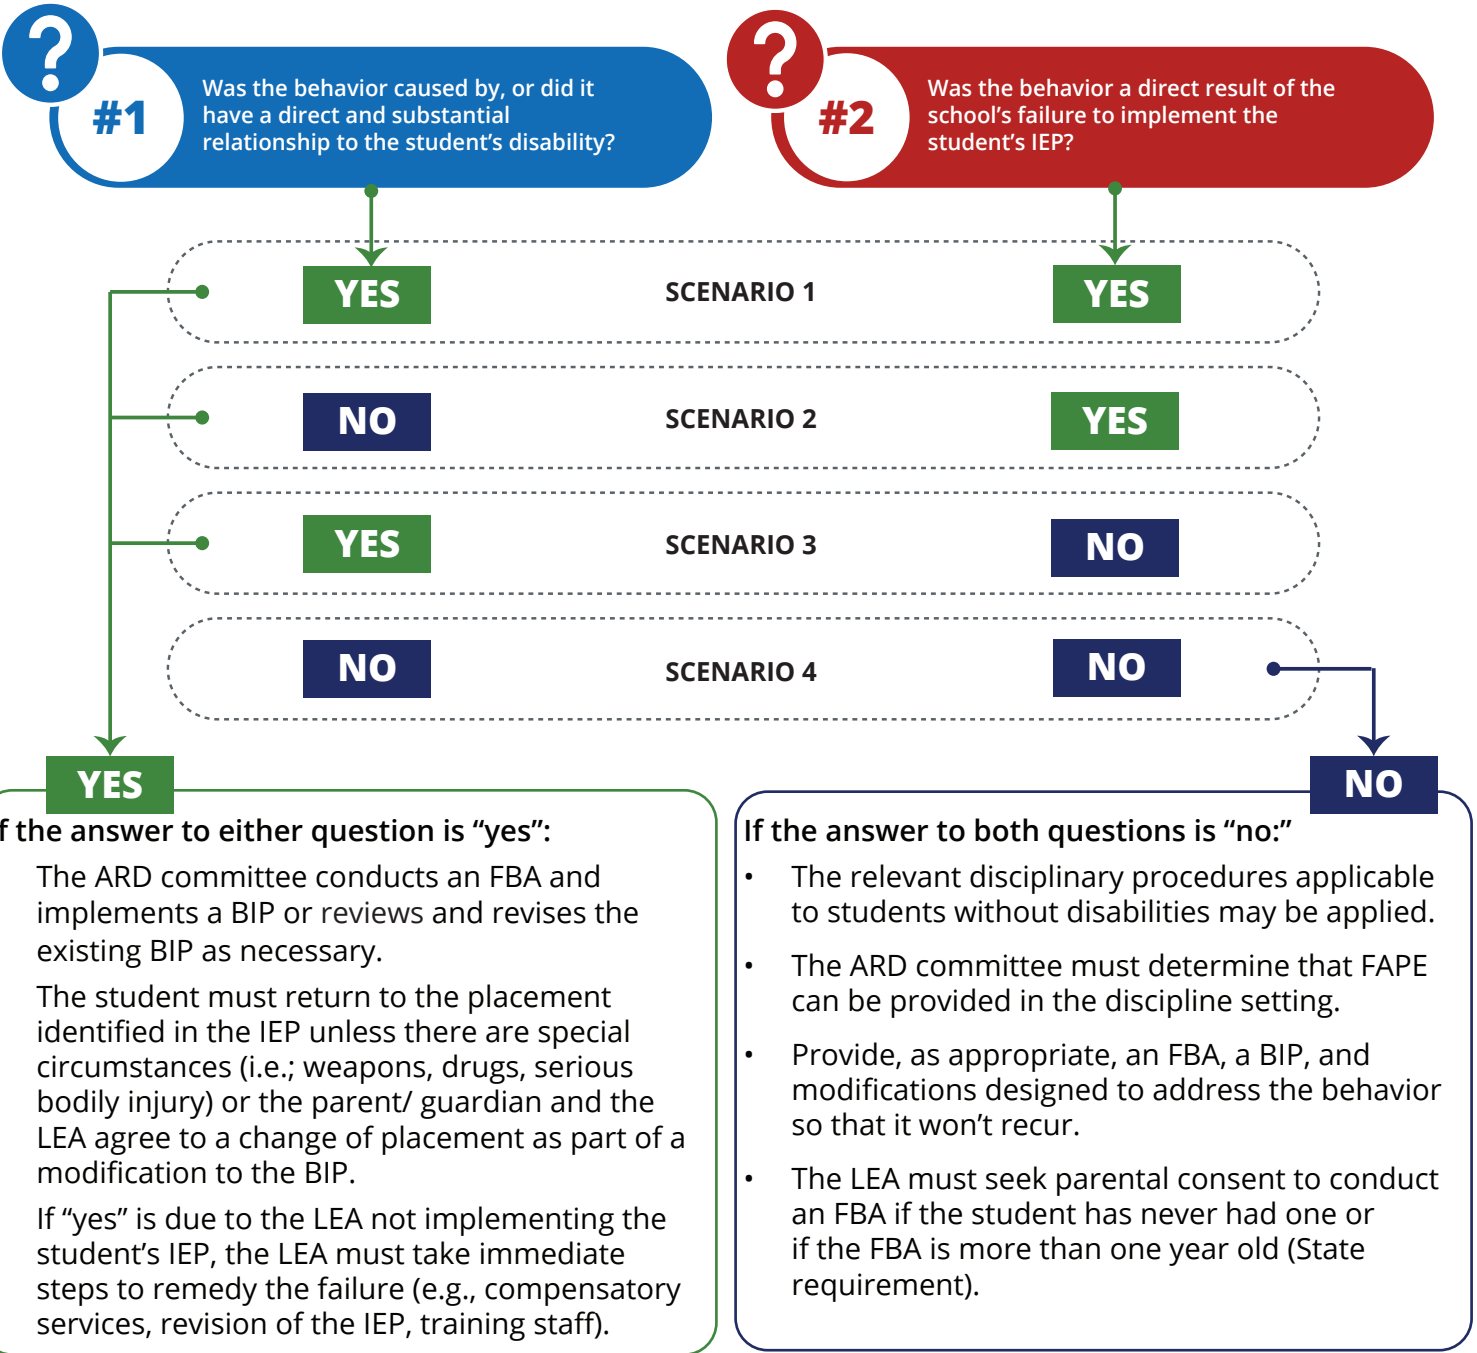 ?
#1
Was the behavior caused by, or did it
have a direct and substantial
relationship to the student’s disability?
?
#2
Was the behavior a direct result of the
school’s failure to implement the
student’s IEP?
YES SCENARIO 1 YES
NO SCENARIO 2 YES
YES SCENARIO 3 NO
NO SCENARIO 4 NO
YES
f the answer to either question is “yes”:
The ARD committee conducts an FBA and
implements a BIP or reviews and revises the
existing BIP as necessary.
The student must return to the placement
identified in the IEP unless there are special
circumstances (i.e.; weapons, drugs, serious
bodily injury) or the parent/ guardian and the
LEA agree to a change of placement as part of a
modification to the BIP.
If “yes” is due to the LEA not implementing the
student’s IEP, the LEA must take immediate
steps to remedy the failure (e.g., compensatory
services, revision of the IEP, training staff).
NO
If the answer to both questions is “no:”
• The relevant disciplinary procedures applicable
to students without disabilities may be applied.
• The ARD committee must determine that FAPE
can be provided in the discipline setting.
• Provide, as appropriate, an FBA, a BIP, and
modifications designed to address the behavior
so that it won’t recur.
• The LEA must seek parental consent to conduct
an FBA if the student has never had one or
if the FBA is more than one year old (State
requirement).